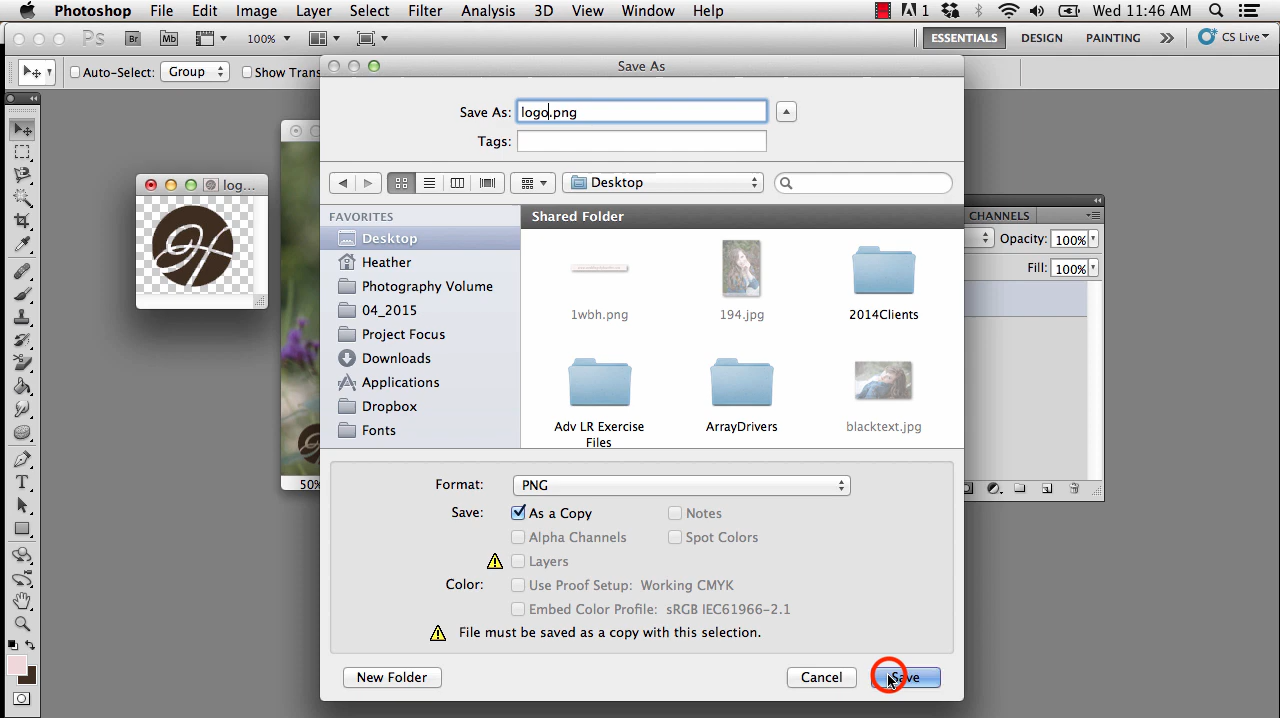 Photoshop File Edit Image Layer Select Filter Analysis 3D View Window Help 1 Wed 11:46 AM
Ps Br Mb 100% ESSENTIALS DESIGN PAINTING CS Live
Auto-Select: Group Show Trans
Save As
Save As: logo.png
Tags:
Desktop
log...
FAVORITES
Desktop
Heather
Photography Volume
04_2015
Project Focus
Downloads
Applications
Dropbox
Fonts
Shared Folder
1wbh.png 194.jpg 2014Clients
Adv LR Exercise Files ArrayDrivers blacktext.jpg
CHANNELS
Opacity: 100%
Fill: 100%
50%
Format: PNG
Save: As a Copy Notes
Alpha Channels Spot Colors
Layers
Color: Use Proof Setup: Working CMYK
Embed Color Profile: sRGB IEC61966-2.1
File must be saved as a copy with this selection.
New Folder Cancel Save